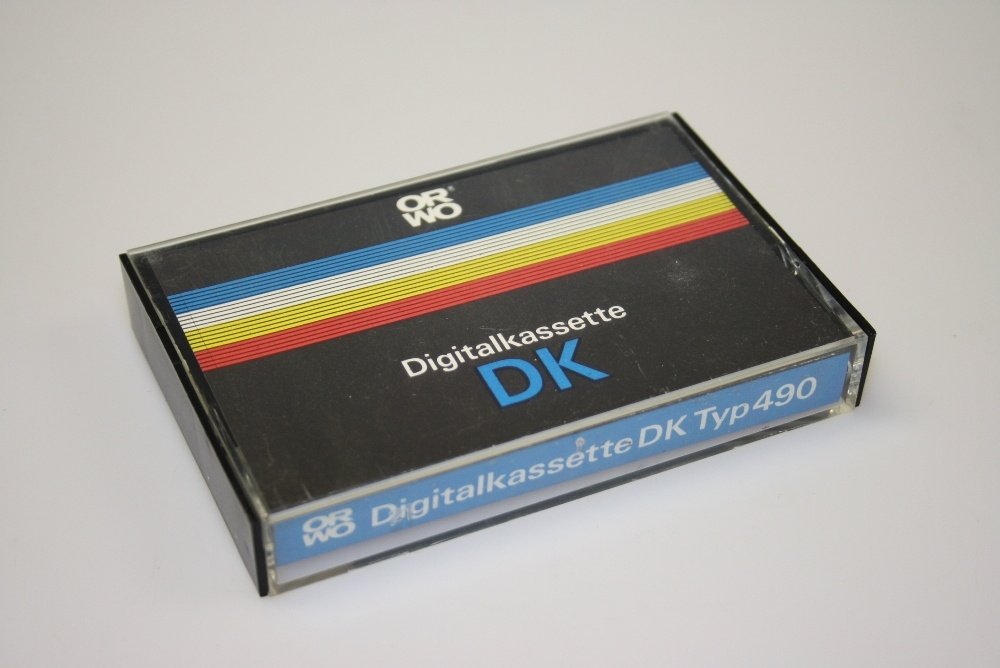 OR
WO®
Digitalkassette
DK
OR
WO Digitalkassette DK Typ 490